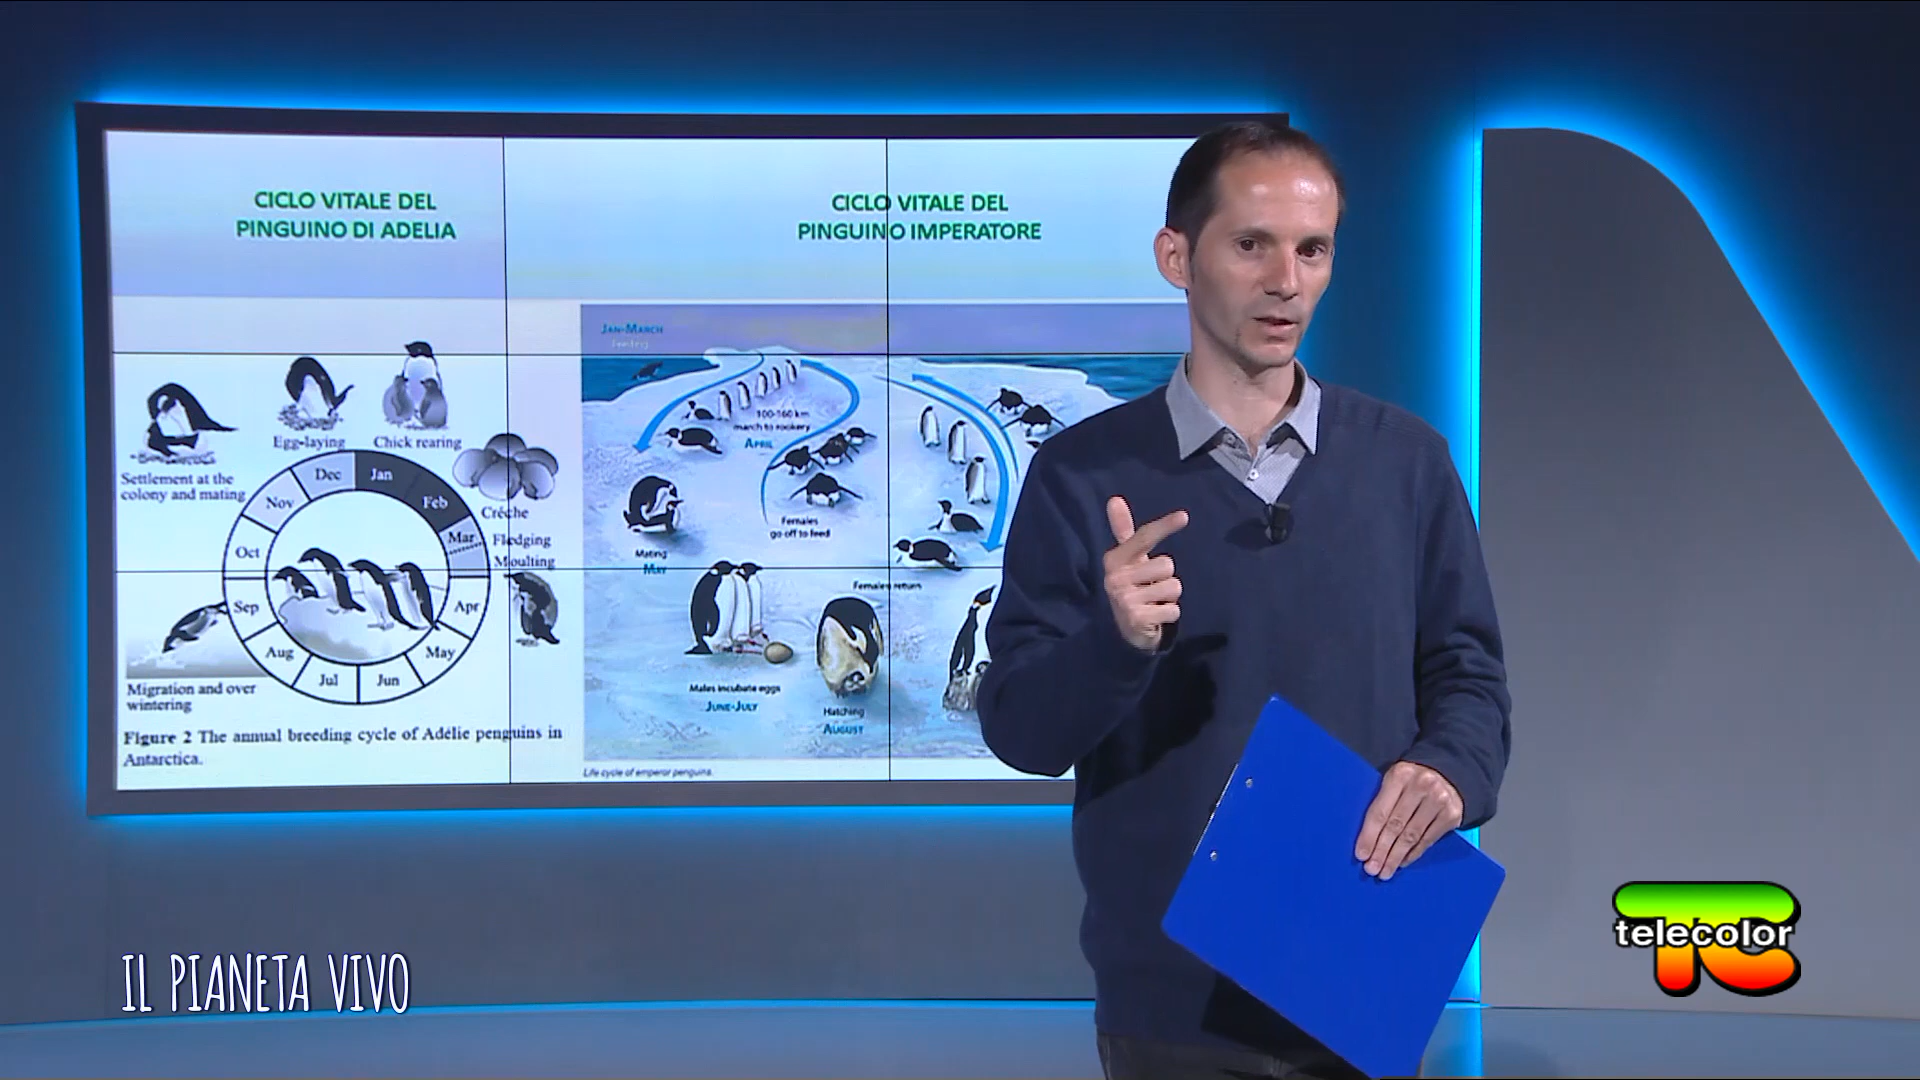 CICLO VITALE DEL
PINGUINO DI ADELIA
Egg-laying
Chick rearing
Settlement at the
colony and mating
Crèche
Fledging
Moulting
Jan
Feb
Mar
Apr
May
Jun
Jul
Aug
Sep
Oct
Nov
Dec
Migration and over
wintering
Figure 2 The annual breeding cycle of Adélie penguins in
Antarctica.
CICLO VITALE DEL
PINGUINO IMPERATORE
JAN-MARCH
100-160 km
march to rookery
APRIL
Females
go off to feed
Mating
MAY
Females return
Males incubate eggs
JUNE-JULY
Hatching
AUGUST
Life cycle of emperor penguins.
IL PIANETA VIVO
telecolor
TC